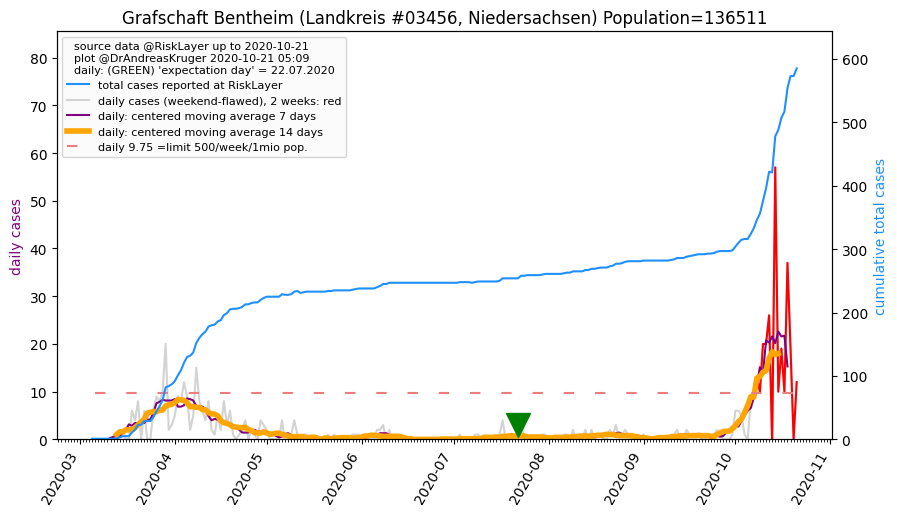 Grafschaft Bentheim (Landkreis #03456, Niedersachsen) Population=136511
source data @RiskLayer up to 2020-10-21
plot @DrAndreasKruger 2020-10-21 05:09
daily: (GREEN) 'expectation day' = 22.07.2020
total cases reported at RiskLayer
daily cases (weekend-flawed), 2 weeks: red
daily: centered moving average 7 days
daily: centered moving average 14 days
daily 9.75 =limit 500/week/1mio pop.
daily cases
80
70
60
50
40
30
20
10
0
600
500
400
300
200
100
0
cumulative total cases
2020-03
2020-04
2020-05
2020-06
2020-07
2020-08
2020-09
2020-10
2020-11